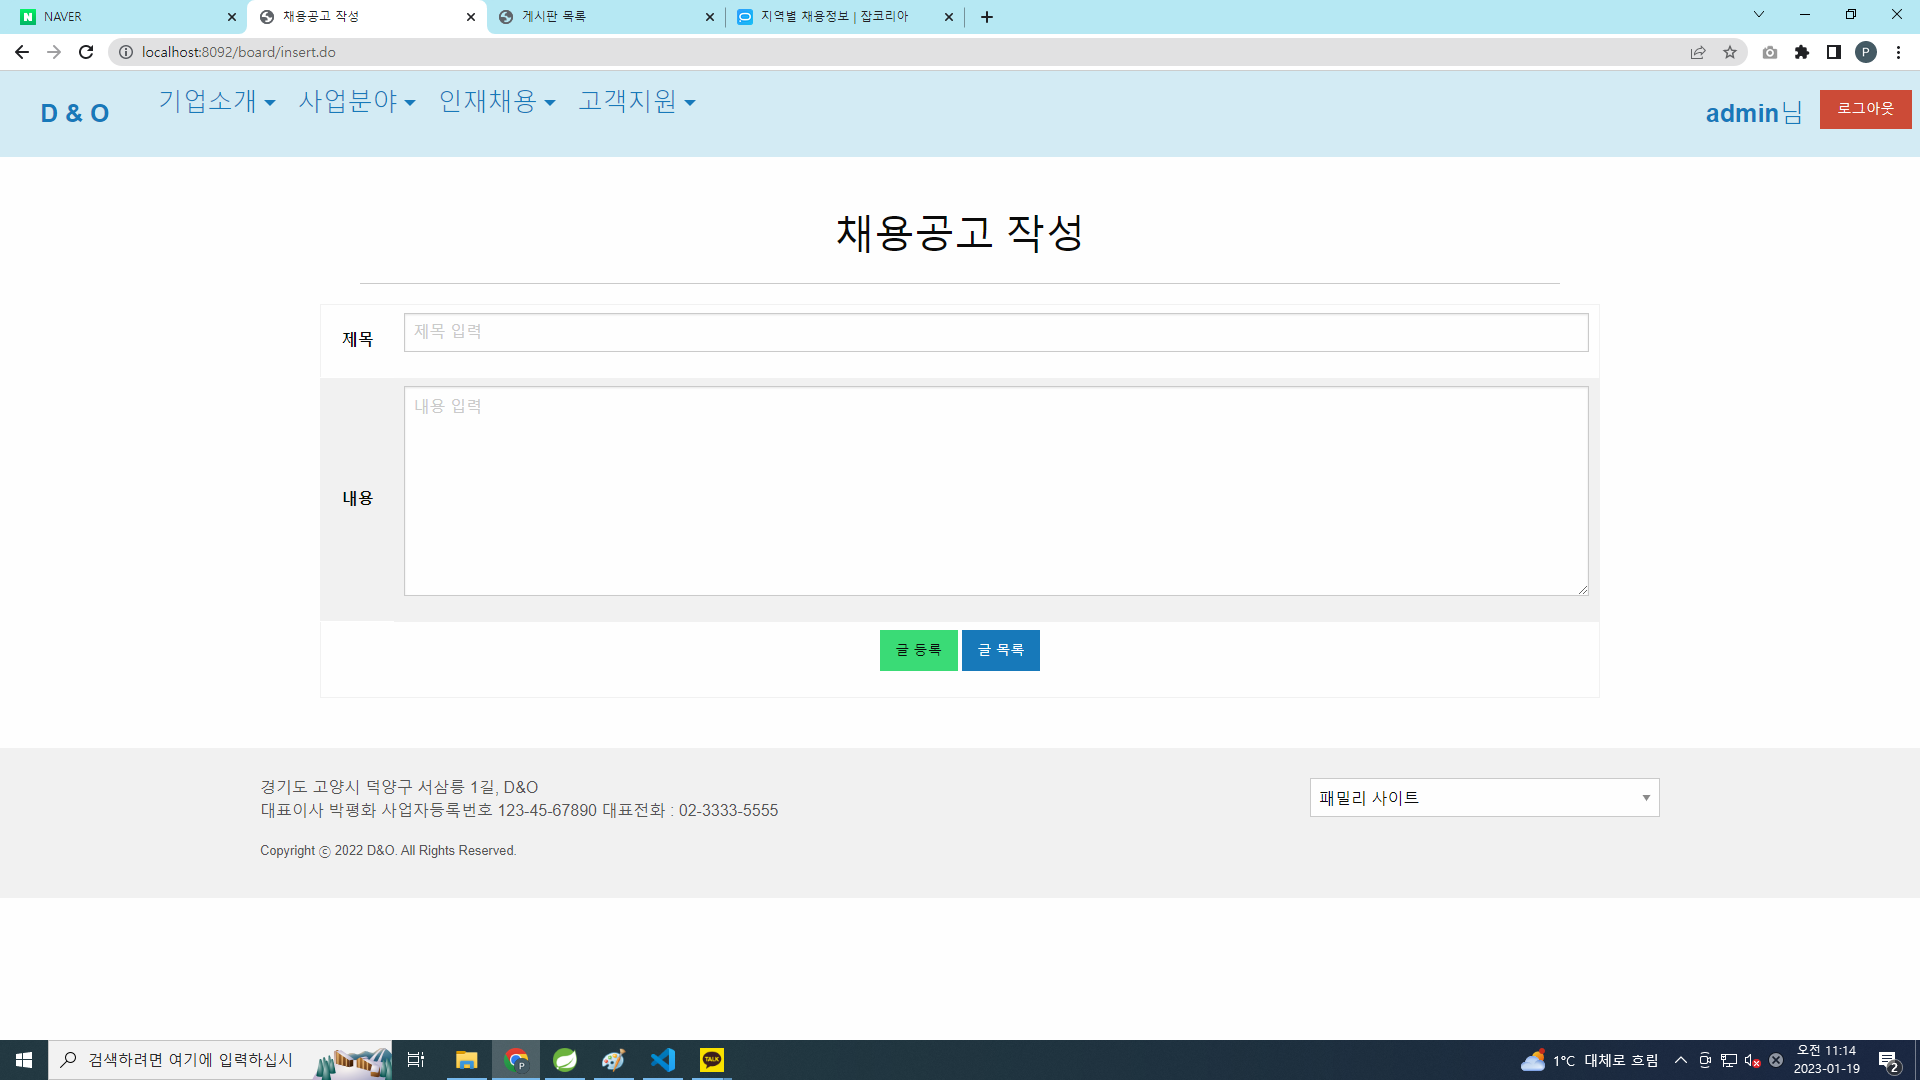 NAVER
채용공고 작성
게시판 목록
지역별 채용정보 | 잡코리아
localhost:8092/board/insert.do
P
D & O
기업소개
사업분야
인재채용
고객지원
admin님
로그아웃
채용공고 작성
제목
제목 입력
내용
내용 입력
글 등록
글 목록
경기도 고양시 덕양구 서삼릉 1길, D&O
대표이사 박평화 사업자등록번호 123-45-67890 대표전화 : 02-3333-5555
패밀리 사이트
Copyright ⓒ 2022 D&O. All Rights Reserved.
검색하려면 여기에 입력하십시
P
TALK
1°C 대체로 흐림
오전 11:14
2023-01-19
2